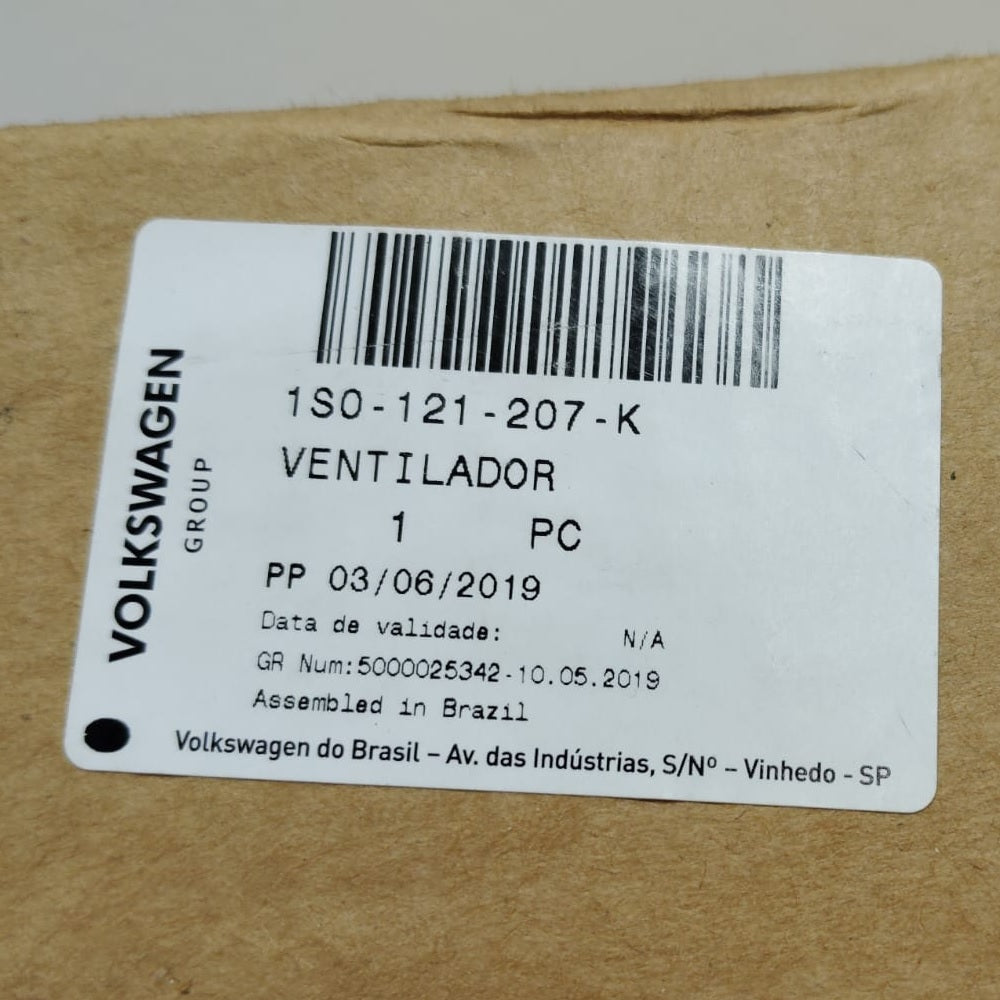 VOLKSWAGEN
GROUP
1S0-121-207-K
VENTILADOR
1 PC
PP 03/06/2019
Data de validade: N/A
GR Num:5000025342-10.05.2019
Assembled in Brazil
Volkswagen do Brasil – Av. das Indústrias, S/Nº – Vinhedo - SP